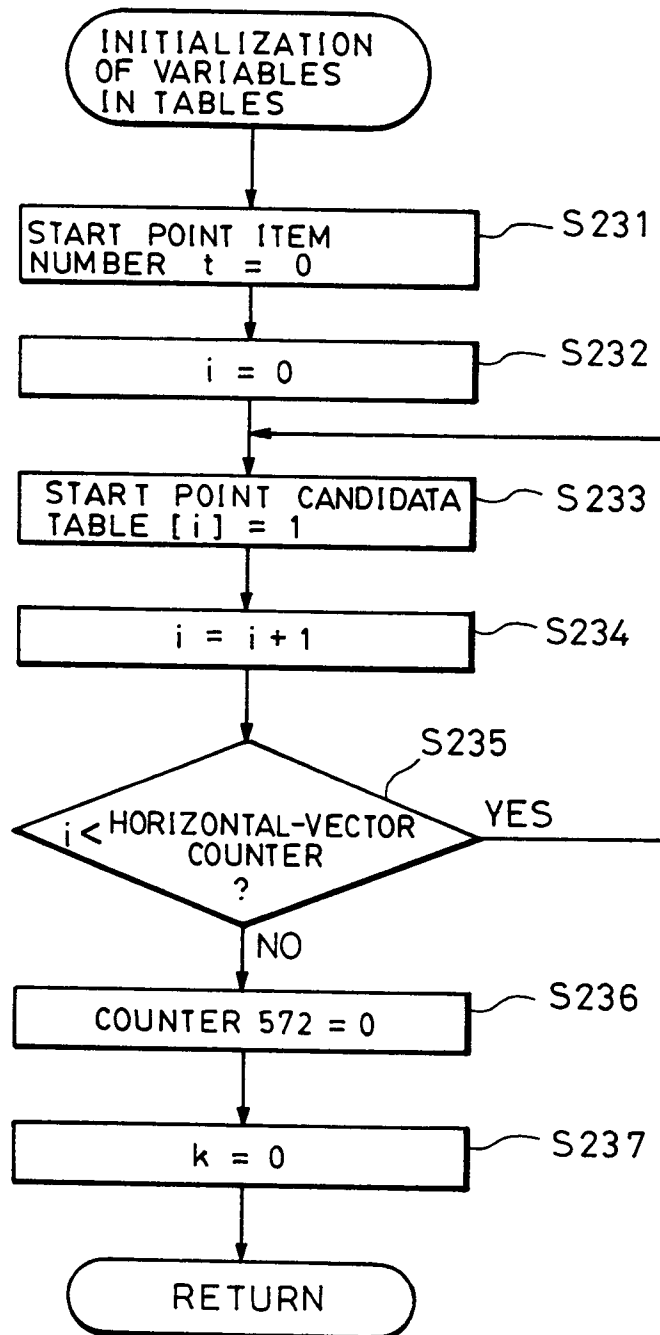 INITIALIZATION
OF VARIABLES
IN TABLES
START POINT ITEM
NUMBER t = 0
S231
i = 0
S232
START POINT CANDIDATA
TABLE [i] = 1
S233
i = i + 1
S234
S235
i < HORIZONTAL-VECTOR
COUNTER
?
YES
NO
COUNTER 572 = 0
S236
k = 0
S237
RETURN